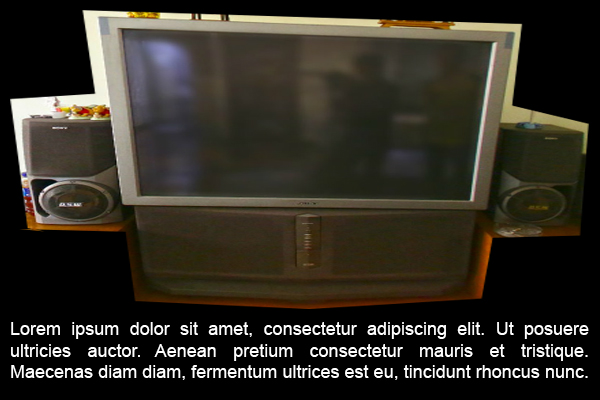 SONY
D.S.W
Lorem ipsum dolor sit amet, consectetur adipiscing elit. Ut posuere
ultricies auctor. Aenean pretium consectetur mauris et tristique.
Maecenas diam diam, fermentum ultrices est eu, tincidunt rhoncus nunc.